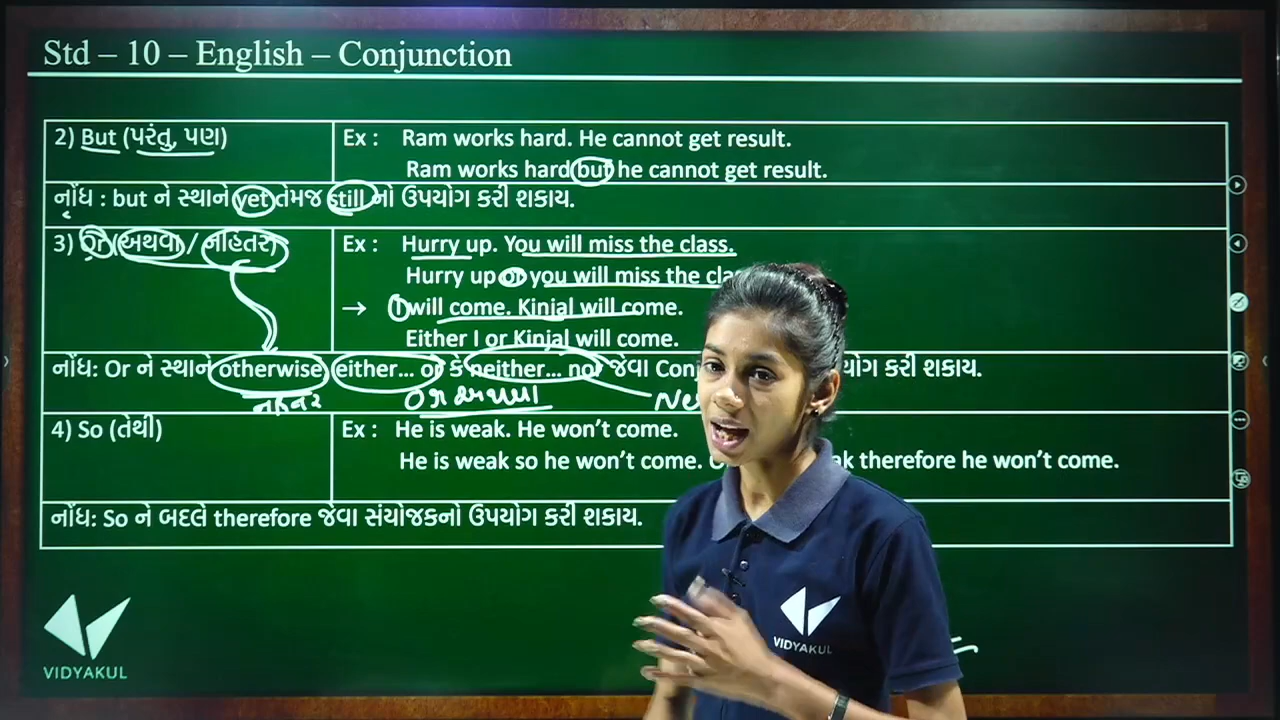 Std – 10 – English – Conjunction
2) But (પરંતુ, પણ)
Ex : Ram works hard. He cannot get result.
Ram works hard but he cannot get result.
નોંધ : but ને સ્થાને yet તેમજ still નો ઉપયોગ કરી શકાય.
3) Or (અથવા / નહિતર)
Ex : Hurry up. You will miss the class.
Hurry up or you will miss the
→ I will come. Kinjal will come.
Either I or Kinjal will come.
નોંધ: Or ને સ્થાને otherwise, either... or કે neither... nor જેવા કરી શકાય.
Or અથવા
4) So (તેથી)
Ex : He is weak. He won't come.
He is weak so he won't come. therefore he won't come.
નોંધ: So ને બદલે therefore જેવા સંયોજકનો ઉપયોગ કરી શકાય.
VIDYAKUL
VIDYAKUL